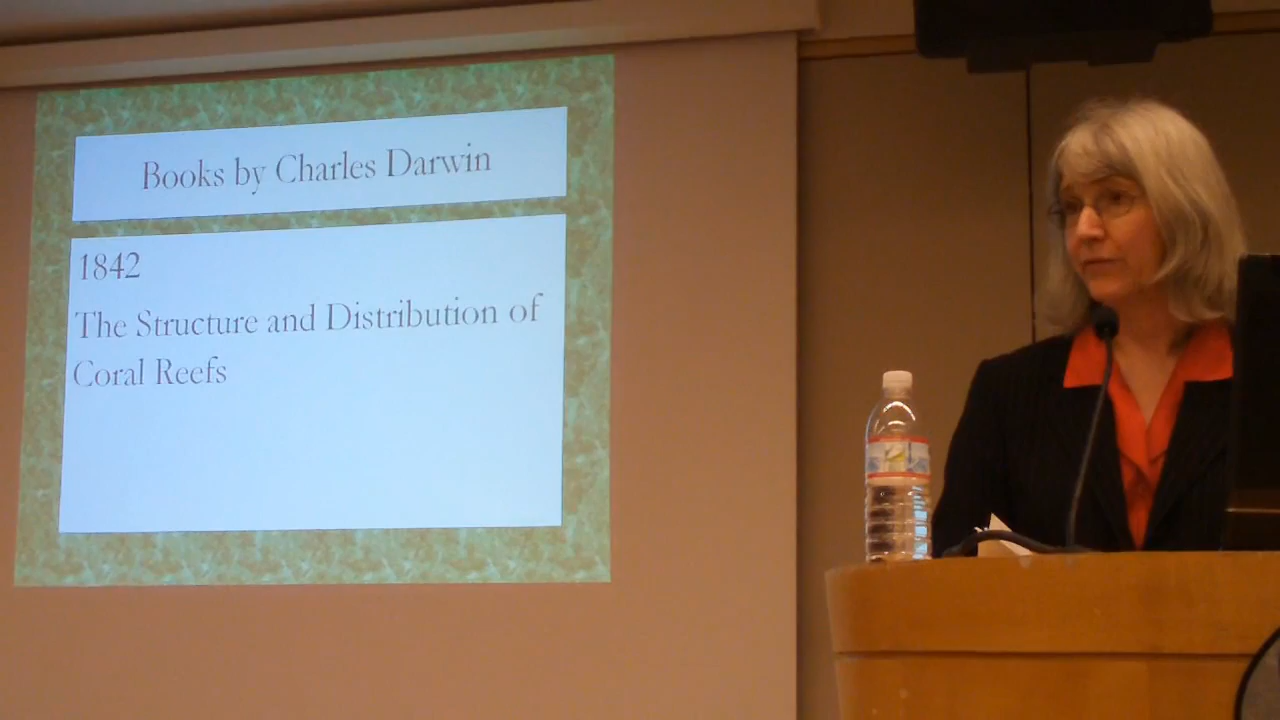 Books by Charles Darwin
1842
The Structure and Distribution of
Coral Reefs